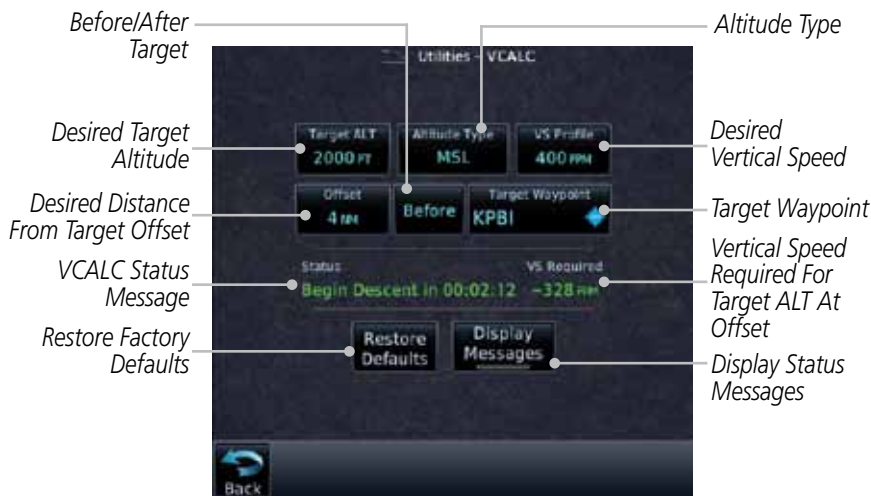 Before/After
Target
Altitude Type
Utilities – VCALC
Desired Target
Altitude
Target ALT
2000 FT
Altitude Type
MSL
VS Profile
400 FPM
Desired
Vertical Speed
Desired Distance
From Target Offset
Offset
4 NM
Before
Target Waypoint
KPBI
Target Waypoint
VCALC Status
Message
Status
Begin Descent in 00:02:12
VS Required
-328 FPM
Vertical Speed
Required For
Target ALT At
Offset
Restore Factory
Defaults
Restore
Defaults
Display
Messages
Display Status
Messages
Back